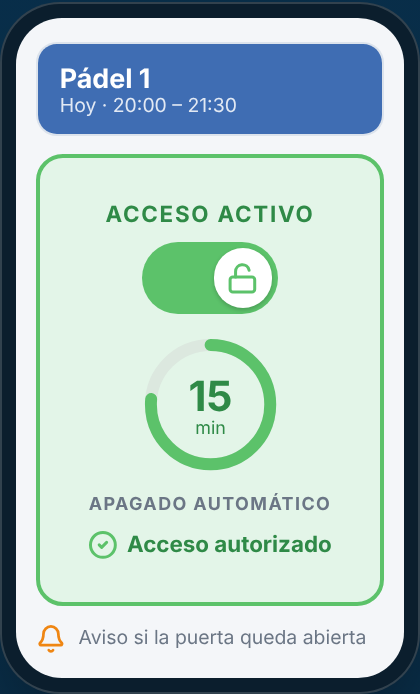 Pádel 1
Hoy · 20:00 – 21:30
ACCESO ACTIVO
15
min
APAGADO AUTOMÁTICO
Acceso autorizado
Aviso si la puerta queda abierta